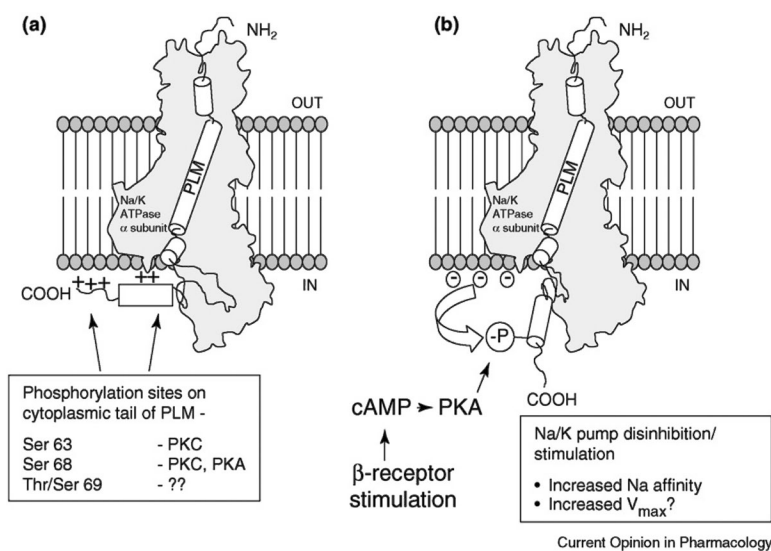 (a)
NH2
OUT
PLM
Na/K
ATPase
α subunit
+++
++
COOH
IN
Phosphorylation sites on
cytoplasmic tail of PLM -
Ser 63 - PKC
Ser 68 - PKC, PKA
Thr/Ser 69 - ??
(b)
NH2
OUT
PLM
Na/K
ATPase
α subunit
- - -
IN
-P
cAMP PKA
COOH
β-receptor
stimulation
Na/K pump disinhibition/
stimulation
• Increased Na affinity
• Increased Vmax?
Current Opinion in Pharmacology